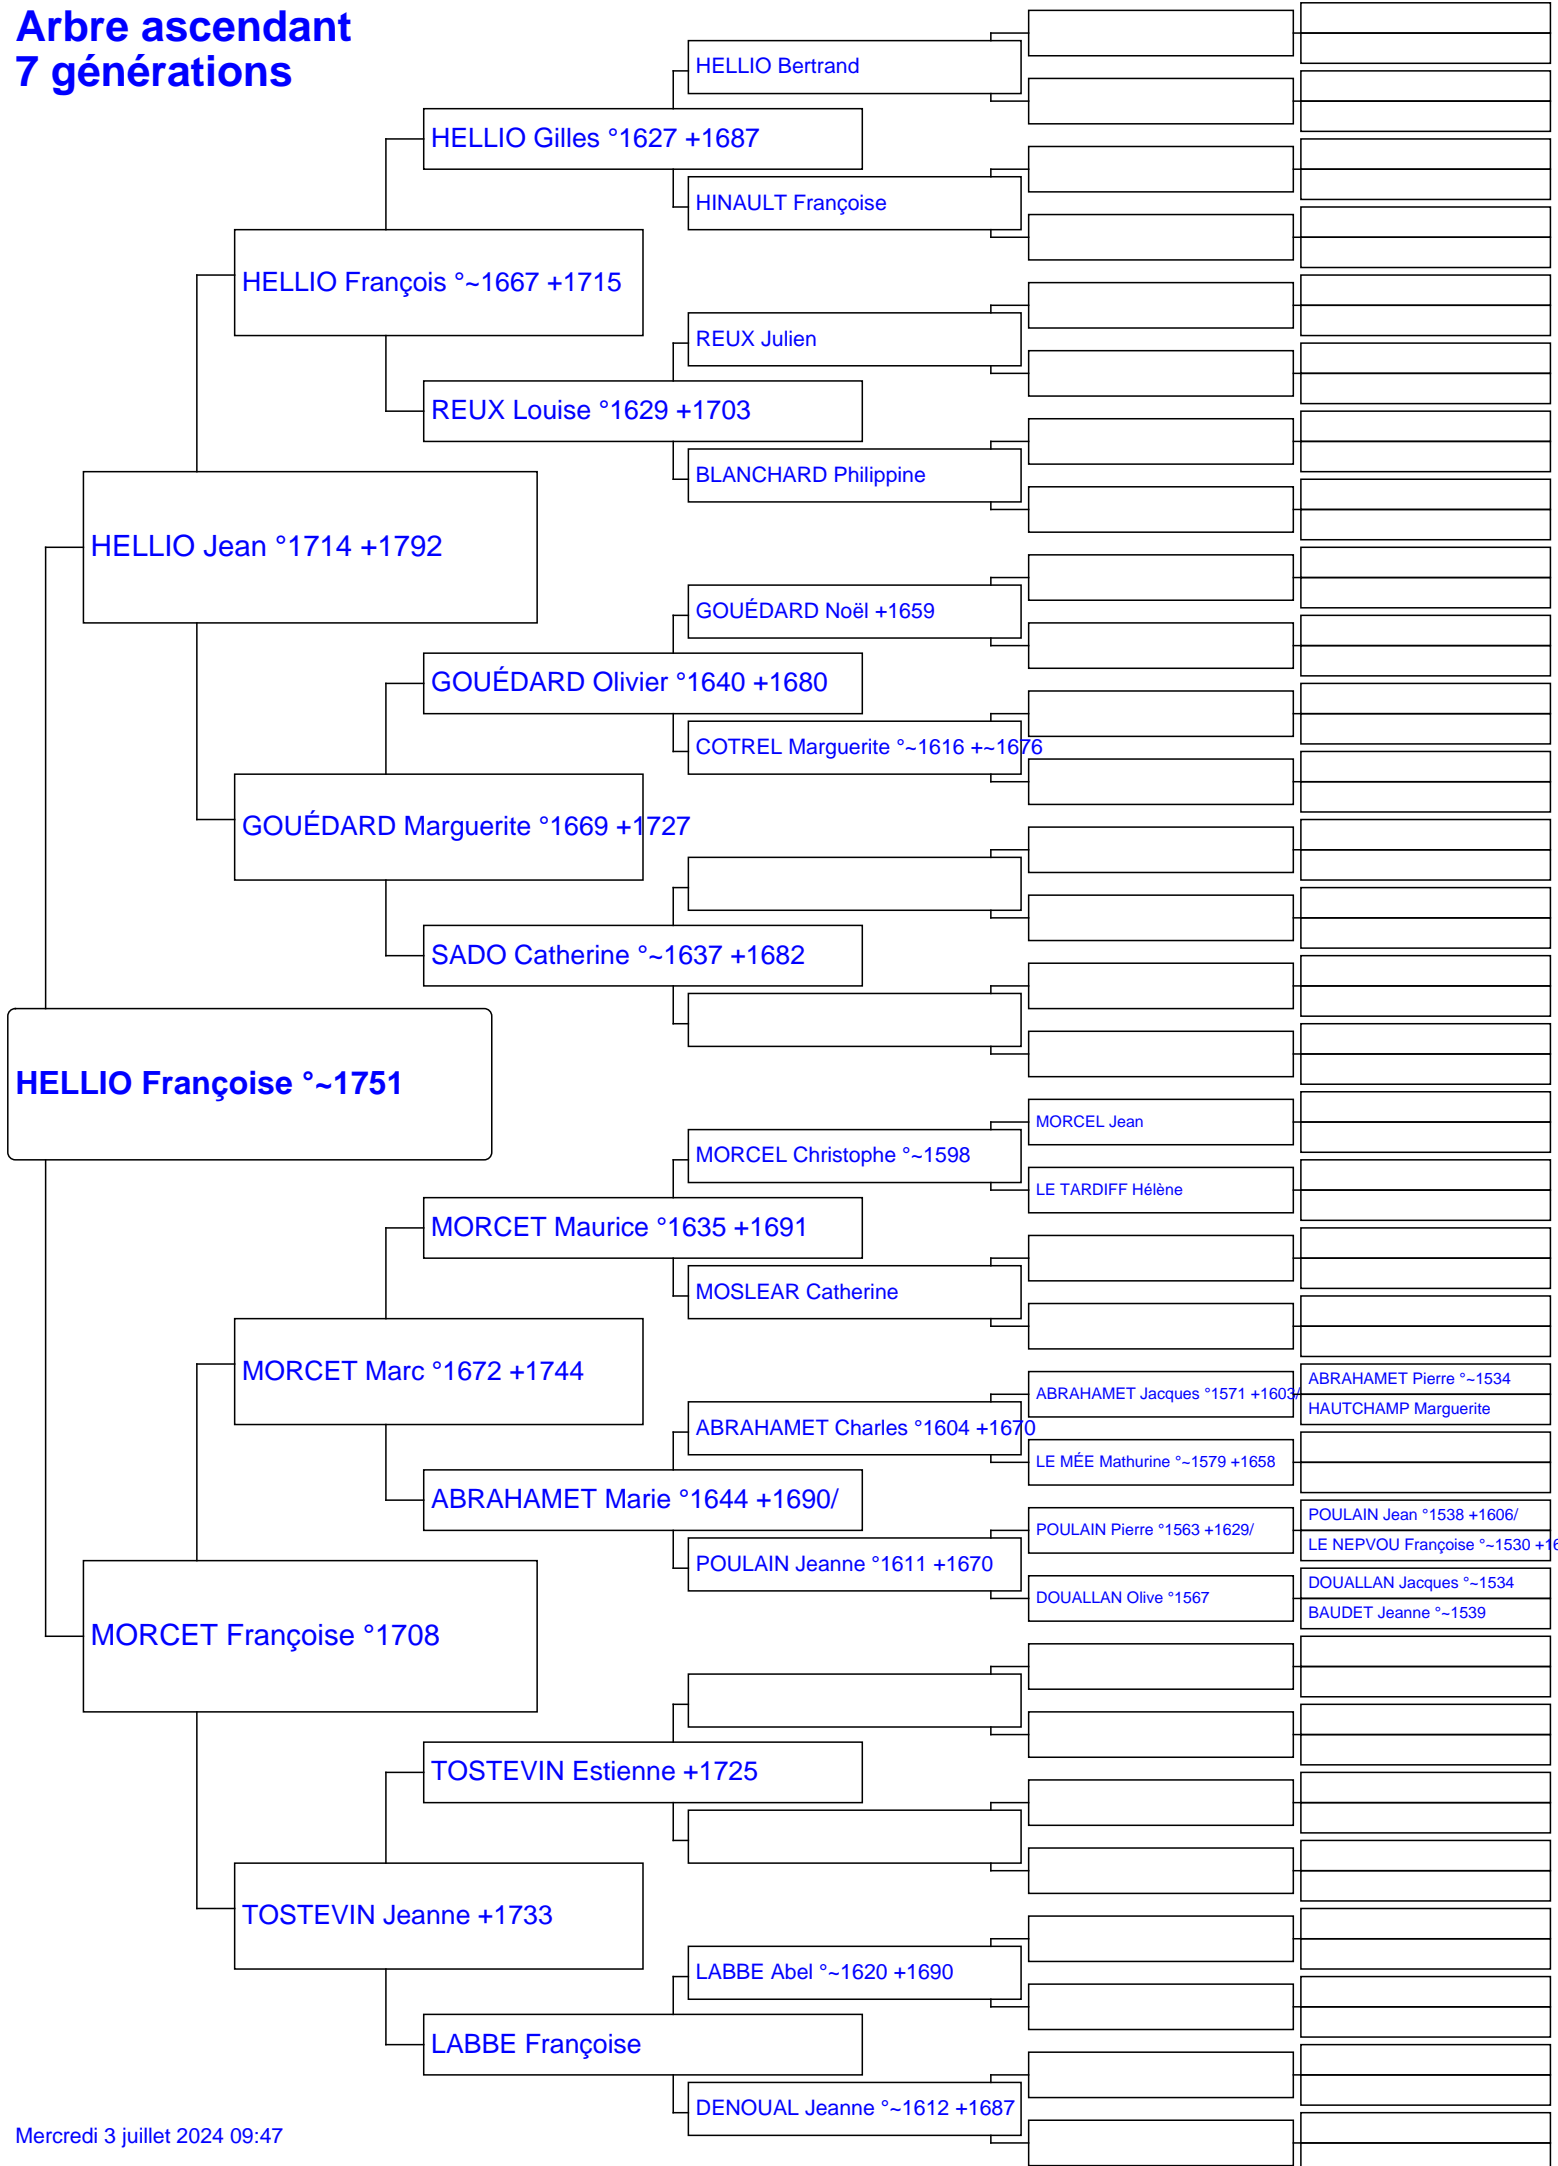 Arbre ascendant
7 générations
HELLIO Bertrand
HELLIO Gilles °1627 +1687
HINAULT Françoise
HELLIO François °~1667 +1715
REUX Julien
REUX Louise °1629 +1703
BLANCHARD Philippine
HELLIO Jean °1714 +1792
GOUÉDARD Noël +1659
GOUÉDARD Olivier °1640 +1680
COTREL Marguerite °~1616 +~1676
GOUÉDARD Marguerite °1669 +1727
SADO Catherine °~1637 +1682
HELLIO Françoise °~1751
MORCEL Jean
MORCEL Christophe °~1598
LE TARDIFF Hélène
MORCET Maurice °1635 +1691
MOSLEAR Catherine
MORCET Marc °1672 +1744
ABRAHAMET Pierre °~1534
ABRAHAMET Jacques °1571 +1603/
HAUTCHAMP Marguerite
ABRAHAMET Charles °1604 +1670
LE MÉE Mathurine °~1579 +1658
ABRAHAMET Marie °1644 +1690/
POULAIN Jean °1538 +1606/
POULAIN Pierre °1563 +1629/
LE NEPVOU Françoise °~1530
POULAIN Jeanne °1611 +1670
DOUALLAN Jacques °~1534
DOUALLAN Olive °1567
BAUDET Jeanne °~1539
MORCET Françoise °1708
TOSTEVIN Estienne +1725
TOSTEVIN Jeanne +1733
LABBE Abel °~1620 +1690
LABBE Françoise
DENOUAL Jeanne °~1612 +1687
Mercredi 3 juillet 2024 09:47